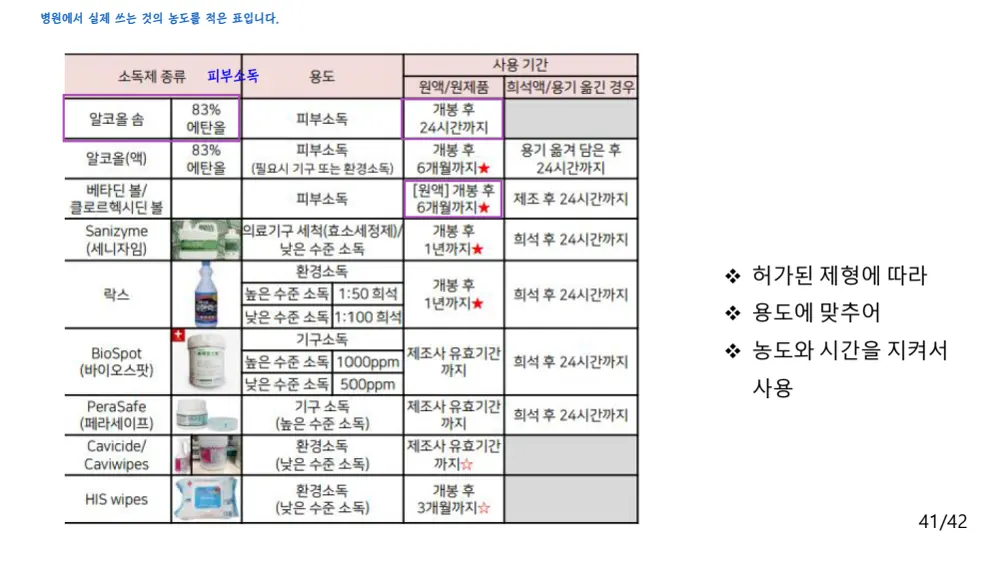 병원에서 실제 쓰는 것의 농도를 적은 표입니다.
소독제 종류 피부소독 용도 사용 기간
원액/원제품 희석액/용기 옮긴 경우
알코올 솜 83% 에탄올 피부소독 개봉 후 24시간까지
알코올(액) 83% 에탄올 피부소독 (필요시 기구 또는 환경소독) 개봉 후 6개월까지★ 용기 옮겨 담은 후 24시간까지
베타딘 볼/ 클로르헥시딘 볼 피부소독 [원액] 개봉 후 6개월까지★ 제조 후 24시간까지
Sanizyme (세니자임) 의료기구 세척(효소세정제)/ 낮은 수준 소독 개봉 후 1년까지★ 희석 후 24시간까지
락스 환경소독 개봉 후 1년까지★ 희석 후 24시간까지
높은 수준 소독 1:50 희석
낮은 수준 소독 1:100 희석
BioSpot (바이오스팟) 기구소독 제조사 유효기간까지 희석 후 24시간까지
높은 수준 소독 1000ppm
낮은 수준 소독 500ppm
PeraSafe (페라세이프) 기구 소독 (높은 수준 소독) 제조사 유효기간까지 희석 후 24시간까지
Cavicide/ Caviwipes 환경소독 (낮은 수준 소독) 제조사 유효기간까지☆
HIS wipes 환경소독 (낮은 수준 소독) 개봉 후 3개월까지☆
❖ 허가된 제형에 따라
❖ 용도에 맞추어
❖ 농도와 시간을 지켜서
사용
41/42